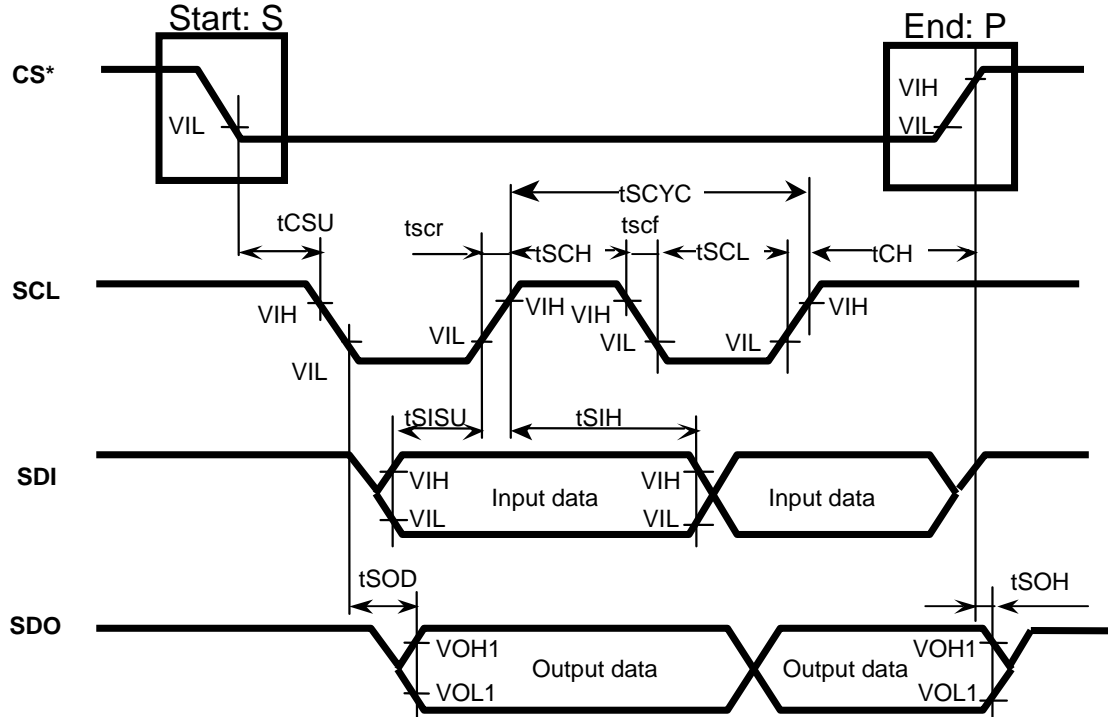 Start: S
End: P
CS*
VIH
VIL
VIL
tSCYC
tCSU
tscr
tscf
tSCH
tSCL
tCH
SCL
VIH
VIH
VIH
VIH
VIL
VIL
VIL
VIL
tSISU
tSIH
SDI
VIH
Input data
VIH
Input data
VIL
VIL
tSOD
tSOH
SDO
VOH1
Output data
Output data
VOH1
VOL1
VOL1